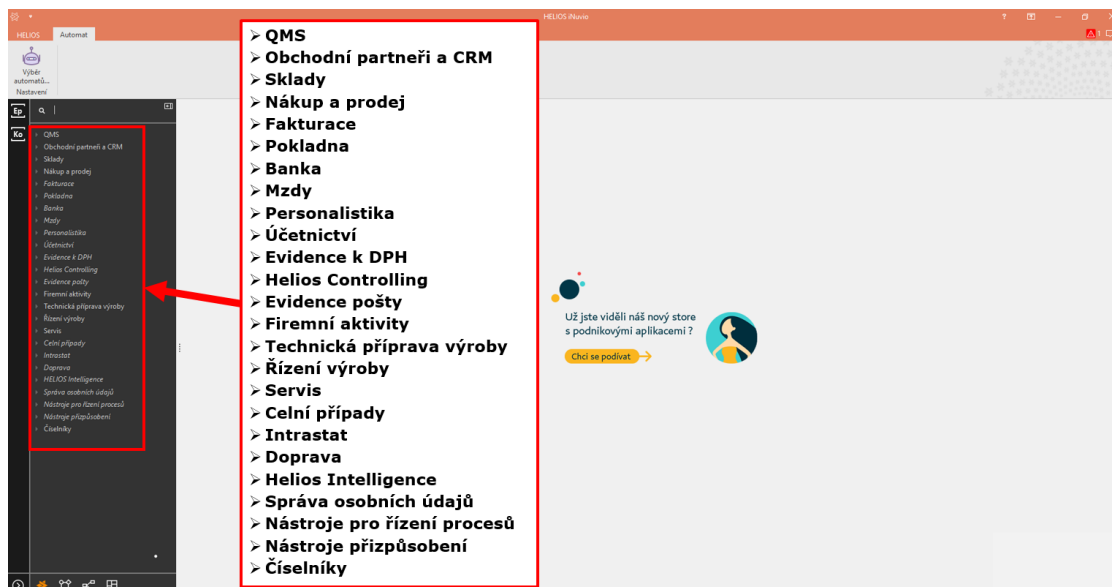 HELIOS iNuvio
HELIOS
Automat
1
Výběr
automatů...
Nastavení
Ep
Ko
QMS
Obchodní partneři a CRM
Sklady
Nákup a prodej
Fakturace
Pokladna
Banka
Mzdy
Personalistika
Účetnictví
Evidence k DPH
Helios Controlling
Evidence pošty
Firemní aktivity
Technická příprava výroby
Řízení výroby
Servis
Celní případy
Intrastat
Doprava
HELIOS Intelligence
Správa osobních údajů
Nástroje pro řízení procesů
Nástroje přizpůsobení
Číselníky
QMS
Obchodní partneři a CRM
Sklady
Nákup a prodej
Fakturace
Pokladna
Banka
Mzdy
Personalistika
Účetnictví
Evidence k DPH
Helios Controlling
Evidence pošty
Firemní aktivity
Technická příprava výroby
Řízení výroby
Servis
Celní případy
Intrastat
Doprava
Helios Intelligence
Správa osobních údajů
Nástroje pro řízení procesů
Nástroje přizpůsobení
Číselníky
Už jste viděli náš nový store
s podnikovými aplikacemi ?
Chci se podívat